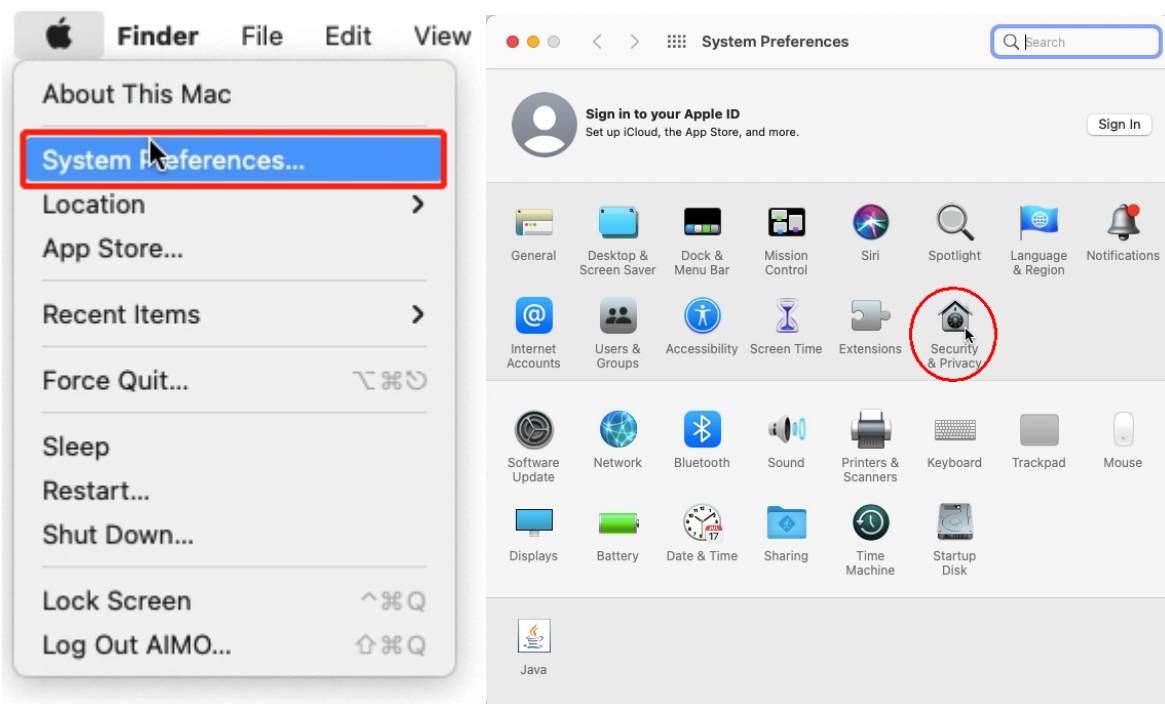 Finder File Edit View
About This Mac
System Preferences...
Location
App Store...
Recent Items
Force Quit... ⌥⌘⎋
Sleep
Restart...
Shut Down...
Lock Screen ^⌘Q
Log Out AIMO... ⇧⌘Q
System Preferences
Search
Sign in to your Apple ID
Set up iCloud, the App Store, and more.
Sign In
General
Desktop &
Screen Saver
Dock &
Menu Bar
Mission
Control
Siri
Spotlight
Language
& Region
Notifications
Internet
Accounts
Users &
Groups
Accessibility
Screen Time
Extensions
Security
& Privacy
Software
Update
Network
Bluetooth
Sound
Printers &
Scanners
Keyboard
Trackpad
Mouse
JUL
17
Displays
Battery
Date & Time
Sharing
Time
Machine
Startup
Disk
Java